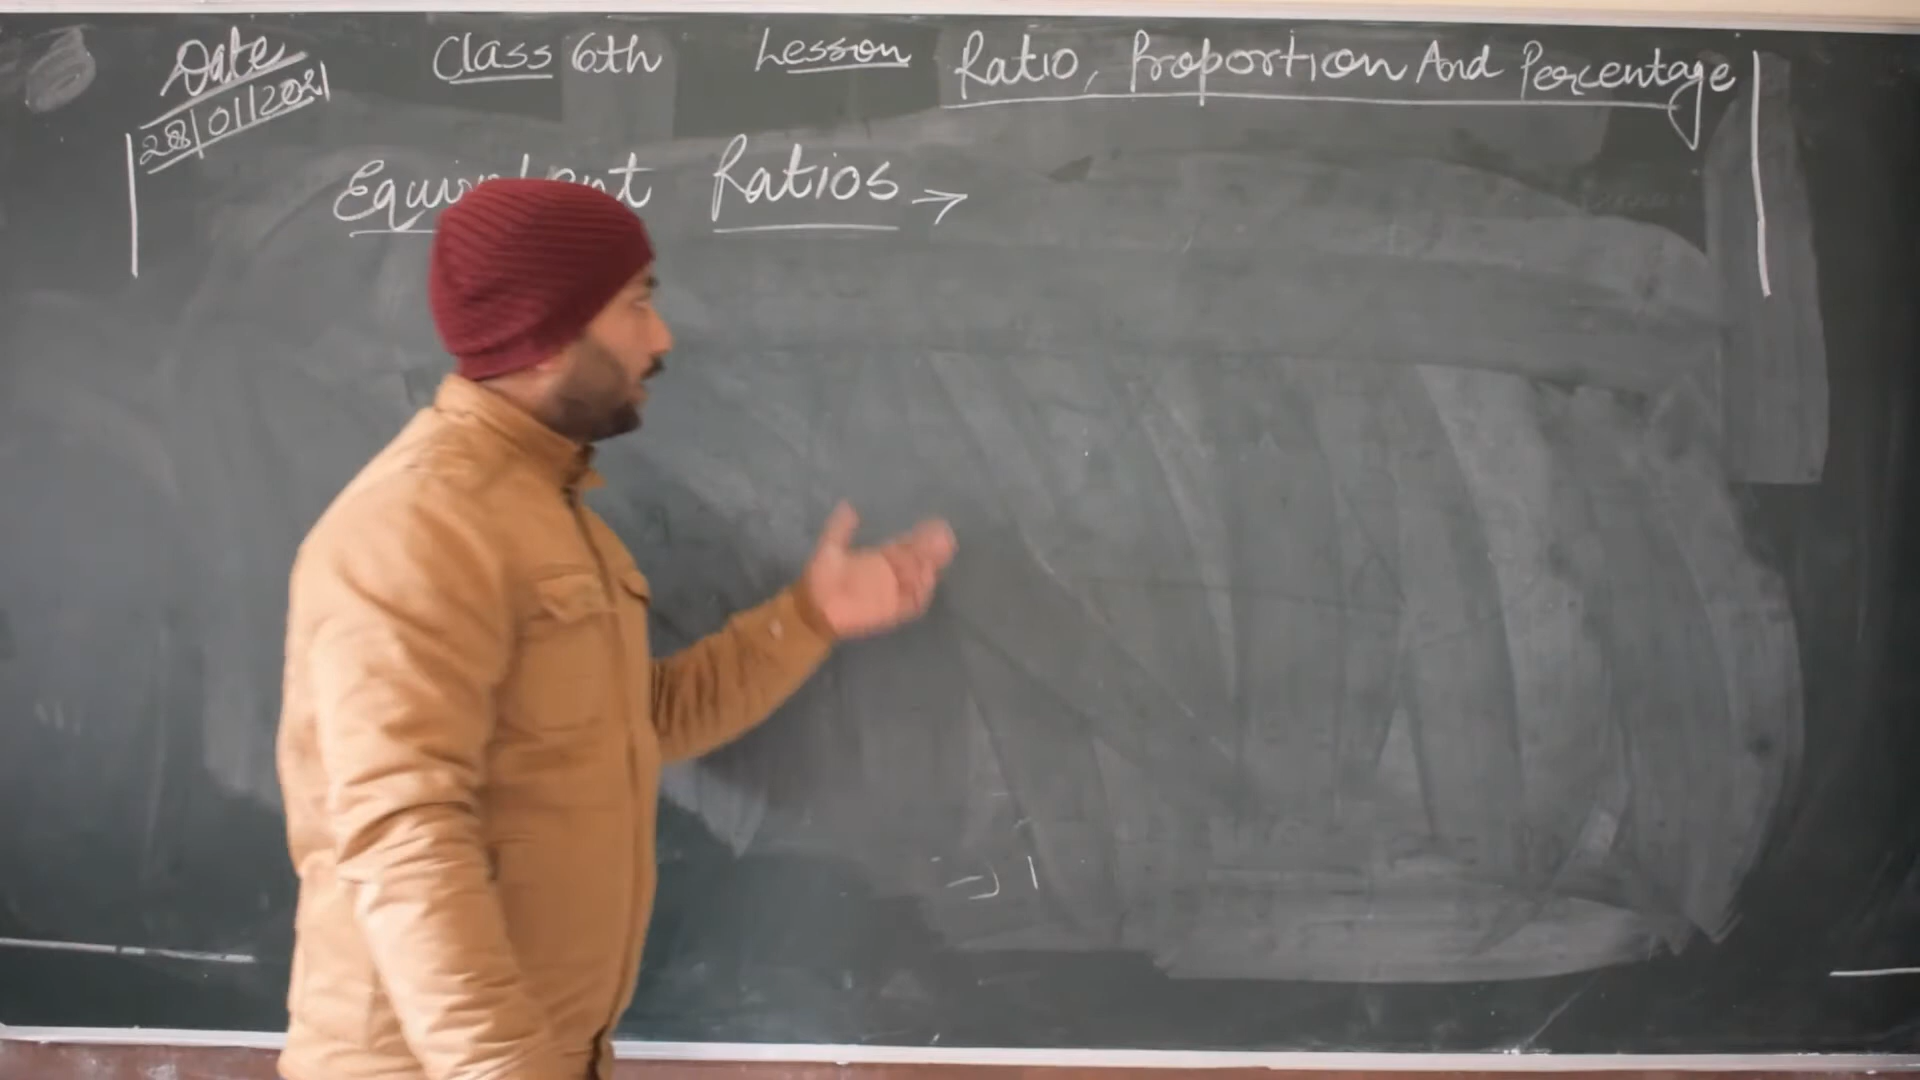 Date Class 6th Lesson Ratio, Proportion And Percentage
28/01/2021
Ratios →